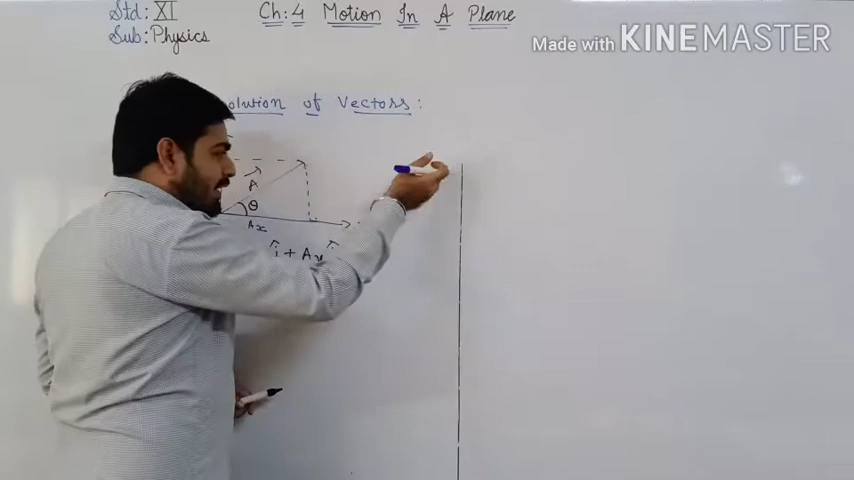 Std: XI
Ch:4 Motion In A Plane
Sub: Physics
Made with KINEMASTER
olution of Vectors:
A
θ
Ax
î + Ay ĵ